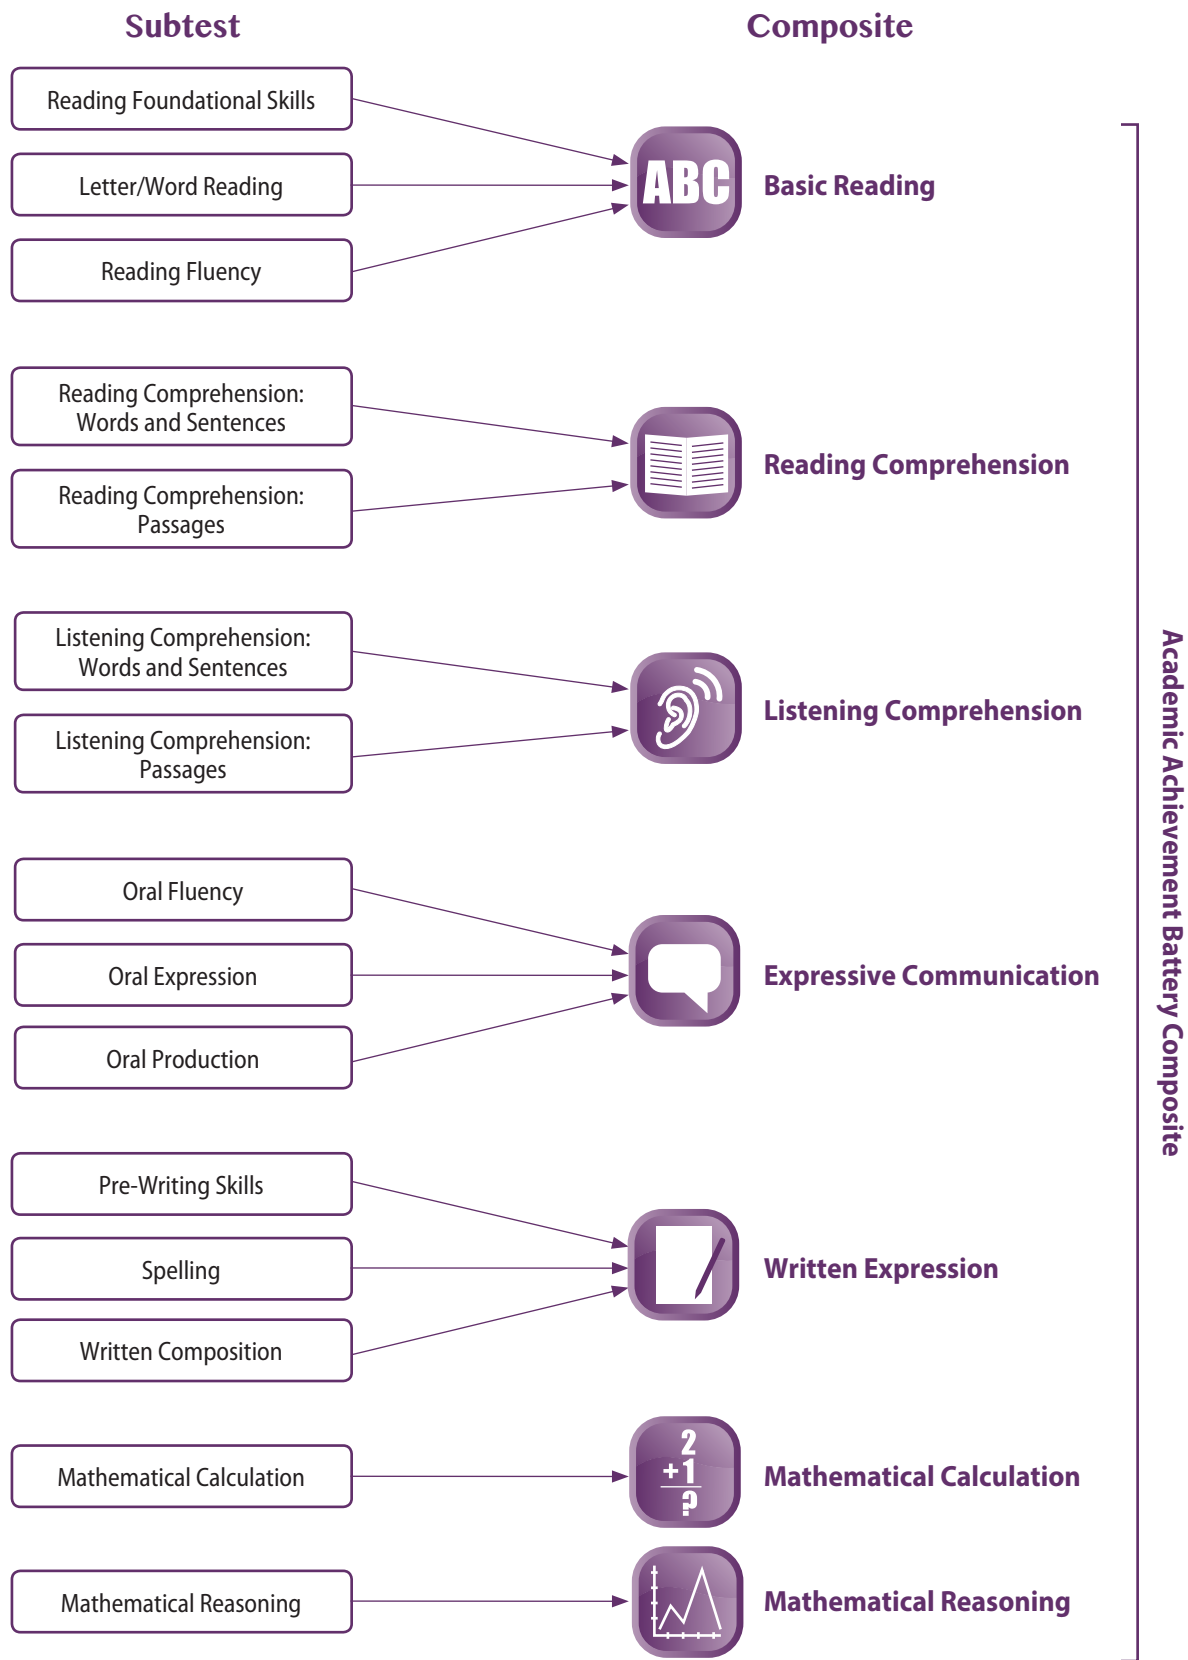 Subtest
Composite
Reading Foundational Skills
Letter/Word Reading
Reading Fluency
ABC
Basic Reading
Reading Comprehension:
Words and Sentences
Reading Comprehension:
Passages
Reading Comprehension
Listening Comprehension:
Words and Sentences
Listening Comprehension:
Passages
Listening Comprehension
Oral Fluency
Oral Expression
Oral Production
Expressive Communication
Pre-Writing Skills
Spelling
Written Composition
Written Expression
Mathematical Calculation
2
+1
?
Mathematical Calculation
Mathematical Reasoning
Mathematical Reasoning
Academic Achievement Battery Composite